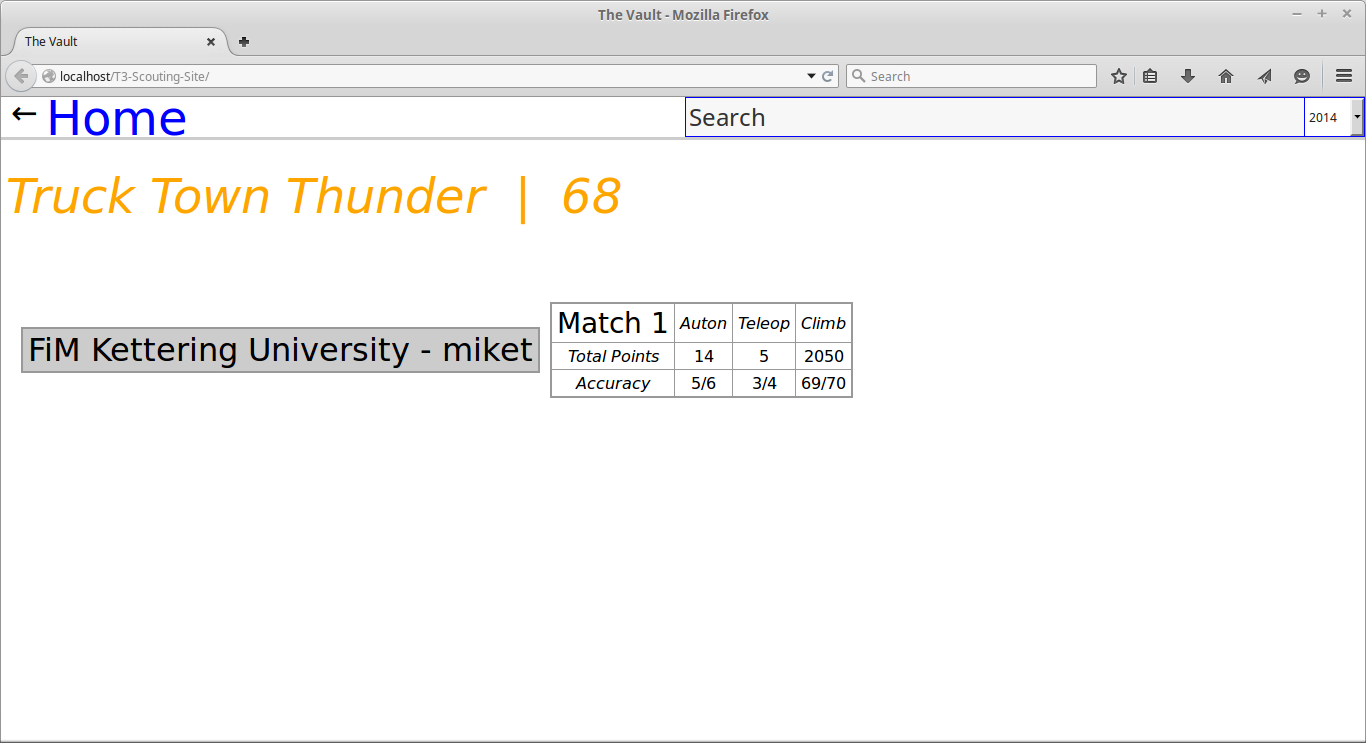 The Vault - Mozilla Firefox
The Vault
localhost/T3-Scouting-Site/
Search
← Home
Search
2014
Truck Town Thunder | 68
FiM Kettering University - miket
Match 1 Auton Teleop Climb
Total Points 14 5 2050
Accuracy 5/6 3/4 69/70